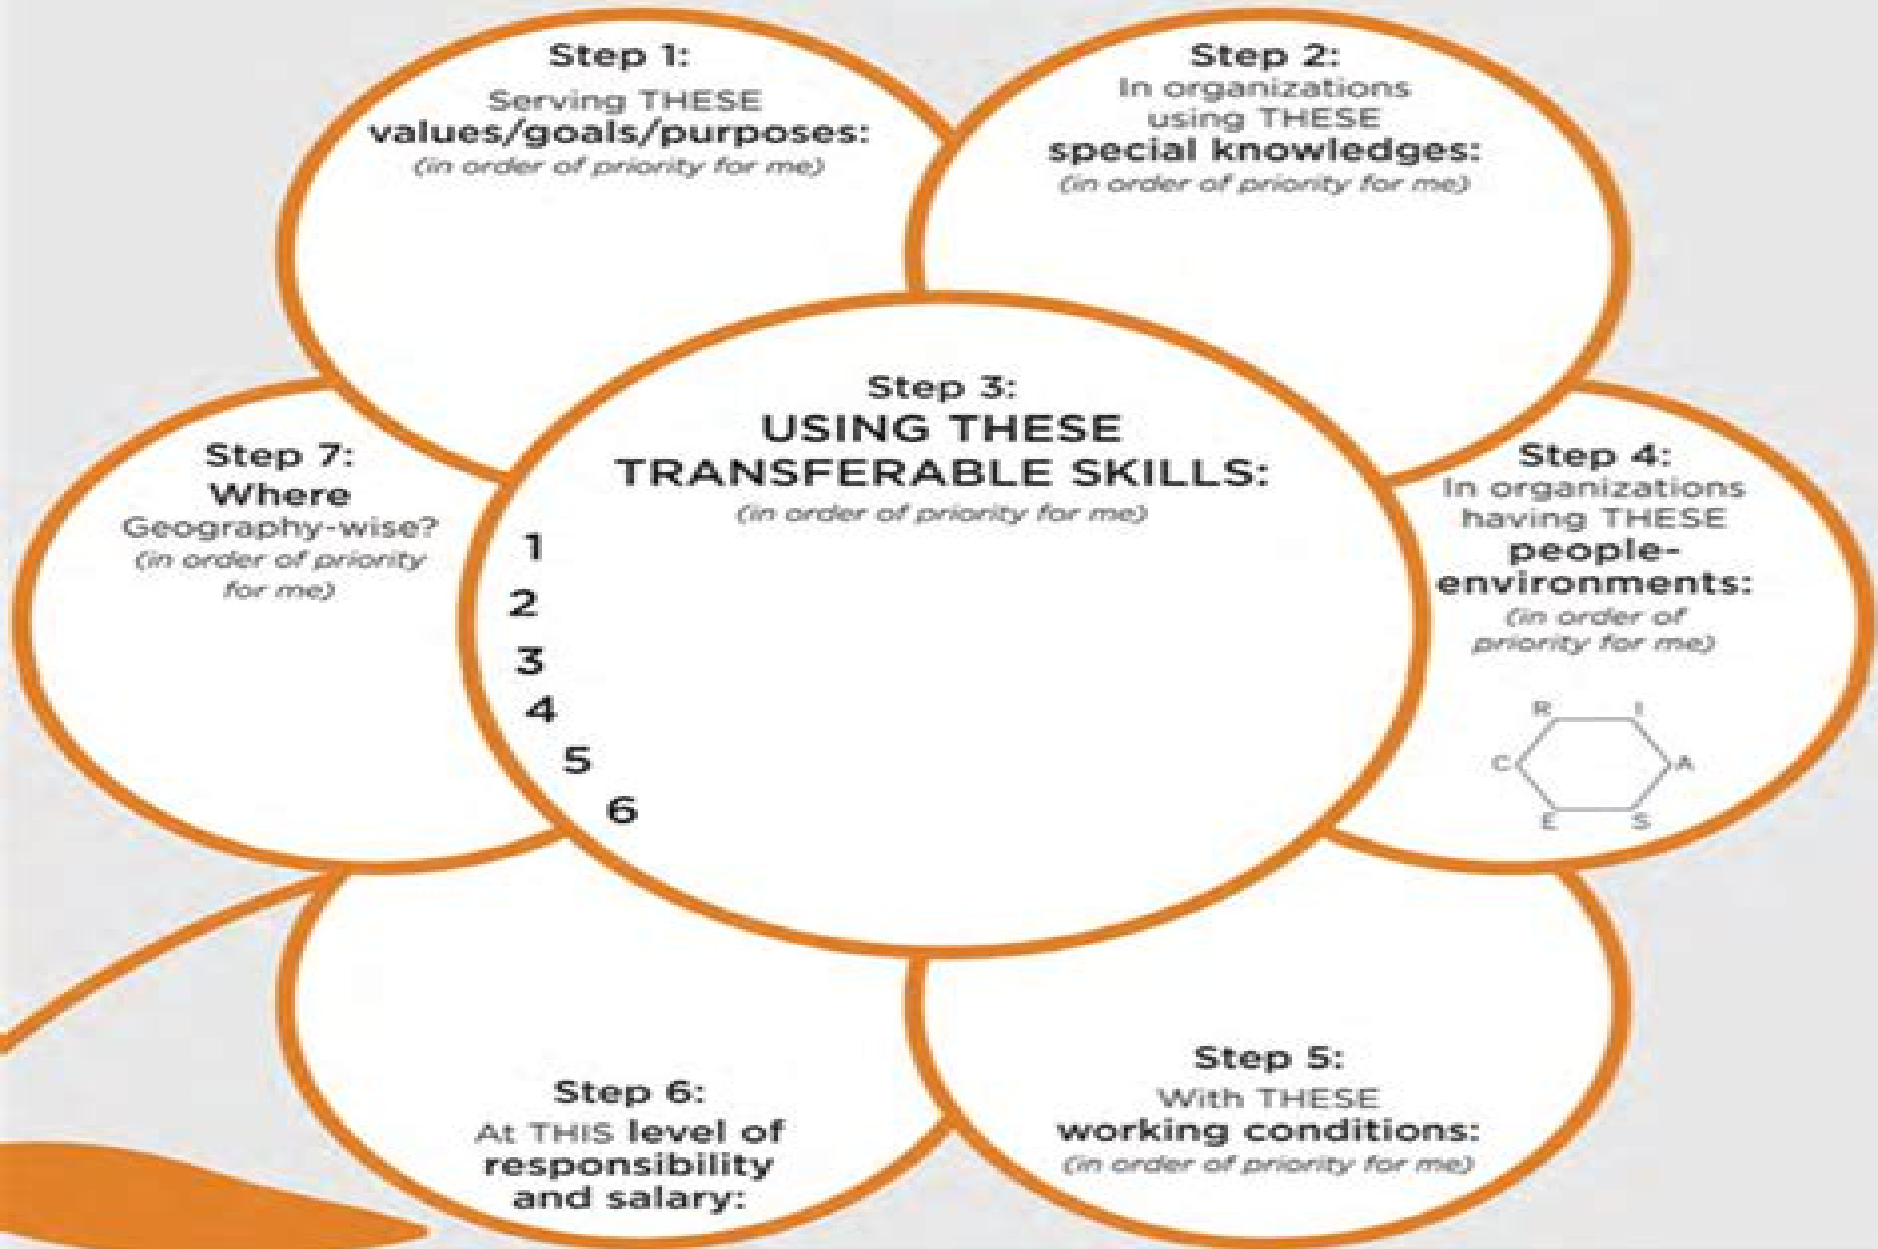 Step 1:
Serving THESE
values/goals/purposes:
(in order of priority for me)
Step 2:
In organizations
using THESE
special knowledges:
(in order of priority for me)
Step 3:
USING THESE
TRANSFERABLE SKILLS:
(in order of priority for me)
1
2
3
4
5
6
Step 4:
In organizations
having THESE
people-
environments:
(in order of
priority for me)
R I
C A
E S
Step 5:
With THESE
working conditions:
(in order of priority for me)
Step 6:
At THIS level of
responsibility
and salary:
Step 7:
Where
Geography-wise?
(in order of priority
for me)